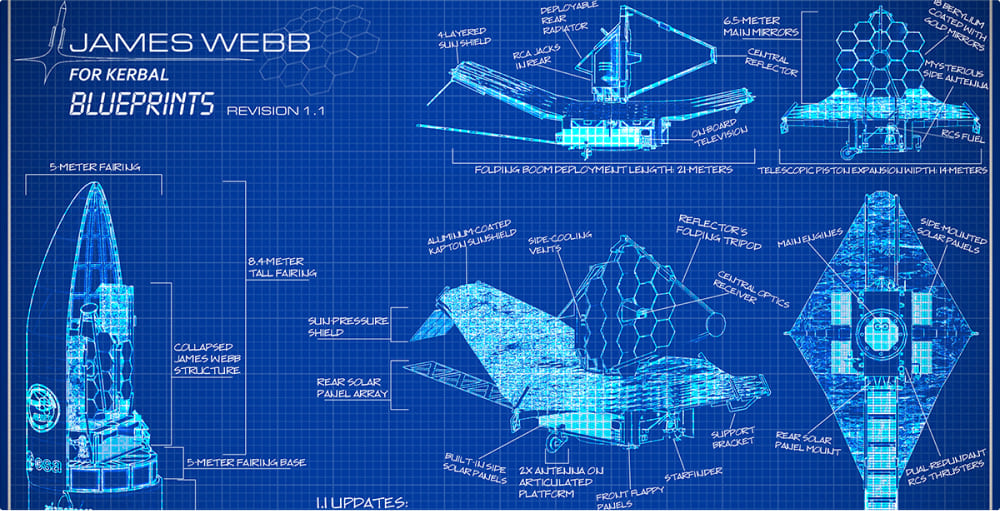 JAMES WEBB
FOR KERBAL
BLUEPRINTS REVISION 1.1
4-LAYERED
SUN SHIELD
DEPLOYABLE
REAR
RADIATOR
RCA JACKS
IN REAR
CENTRAL
REFLECTOR
ON-BOARD
TELEVISION
FOLDING BOOM DEPLOYMENT LENGTH: 21-METERS
6.5-METER
MAIN MIRRORS
18 BERYLIUM
COATED WITH
GOLD MIRRORS
MYSTERIOUS
SIDE ANTENNA
RCS FUEL
TELESCOPIC PISTON EXPANSION WIDTH: 14-METERS
5-METER FAIRING
8.4-METER
TALL FAIRING
COLLAPSED
JAMES WEBB
STRUCTURE
5-METER FAIRING BASE
esa
ALUMINUM-COATED
KAPTON SUNSHIELD
SIDE-COOLING
VENTS
REFLECTOR'S
FOLDING TRIPOD
CENTRAL OPTICS
RECEIVER
SUN-PRESSURE
SHIELD
REAR SOLAR
PANEL ARRAY
BUILT-IN SIDE
SOLAR PANELS
2X ANTENNA ON
ARTICULATED
PLATFORM
FRONT FLAPPY
PANELS
STARFINDER
SUPPORT
BRACKET
MAIN ENGINES
SIDE-MOUNTED
SOLAR PANELS
REAR SOLAR
PANEL MOUNT
DUAL-REDUNDANT
RCS THRUSTERS
1.1 UPDATES: